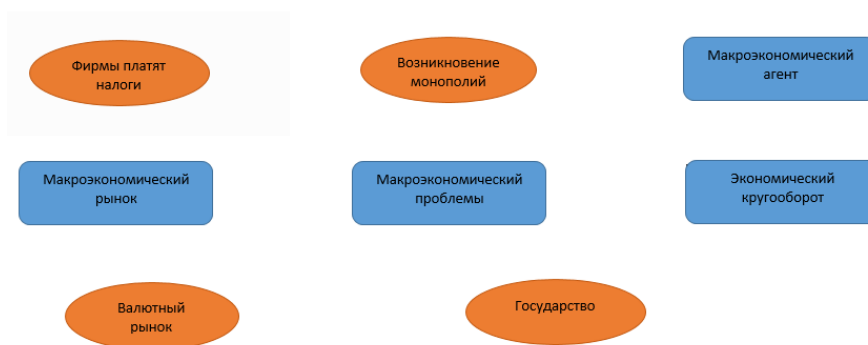 Фирмы платят
налоги
Возникновение
монополий
Макроэкономический
агент
Макроэкономический
рынок
Макроэкономический
проблемы
Экономический
кругооборот
Валютный
рынок
Государство